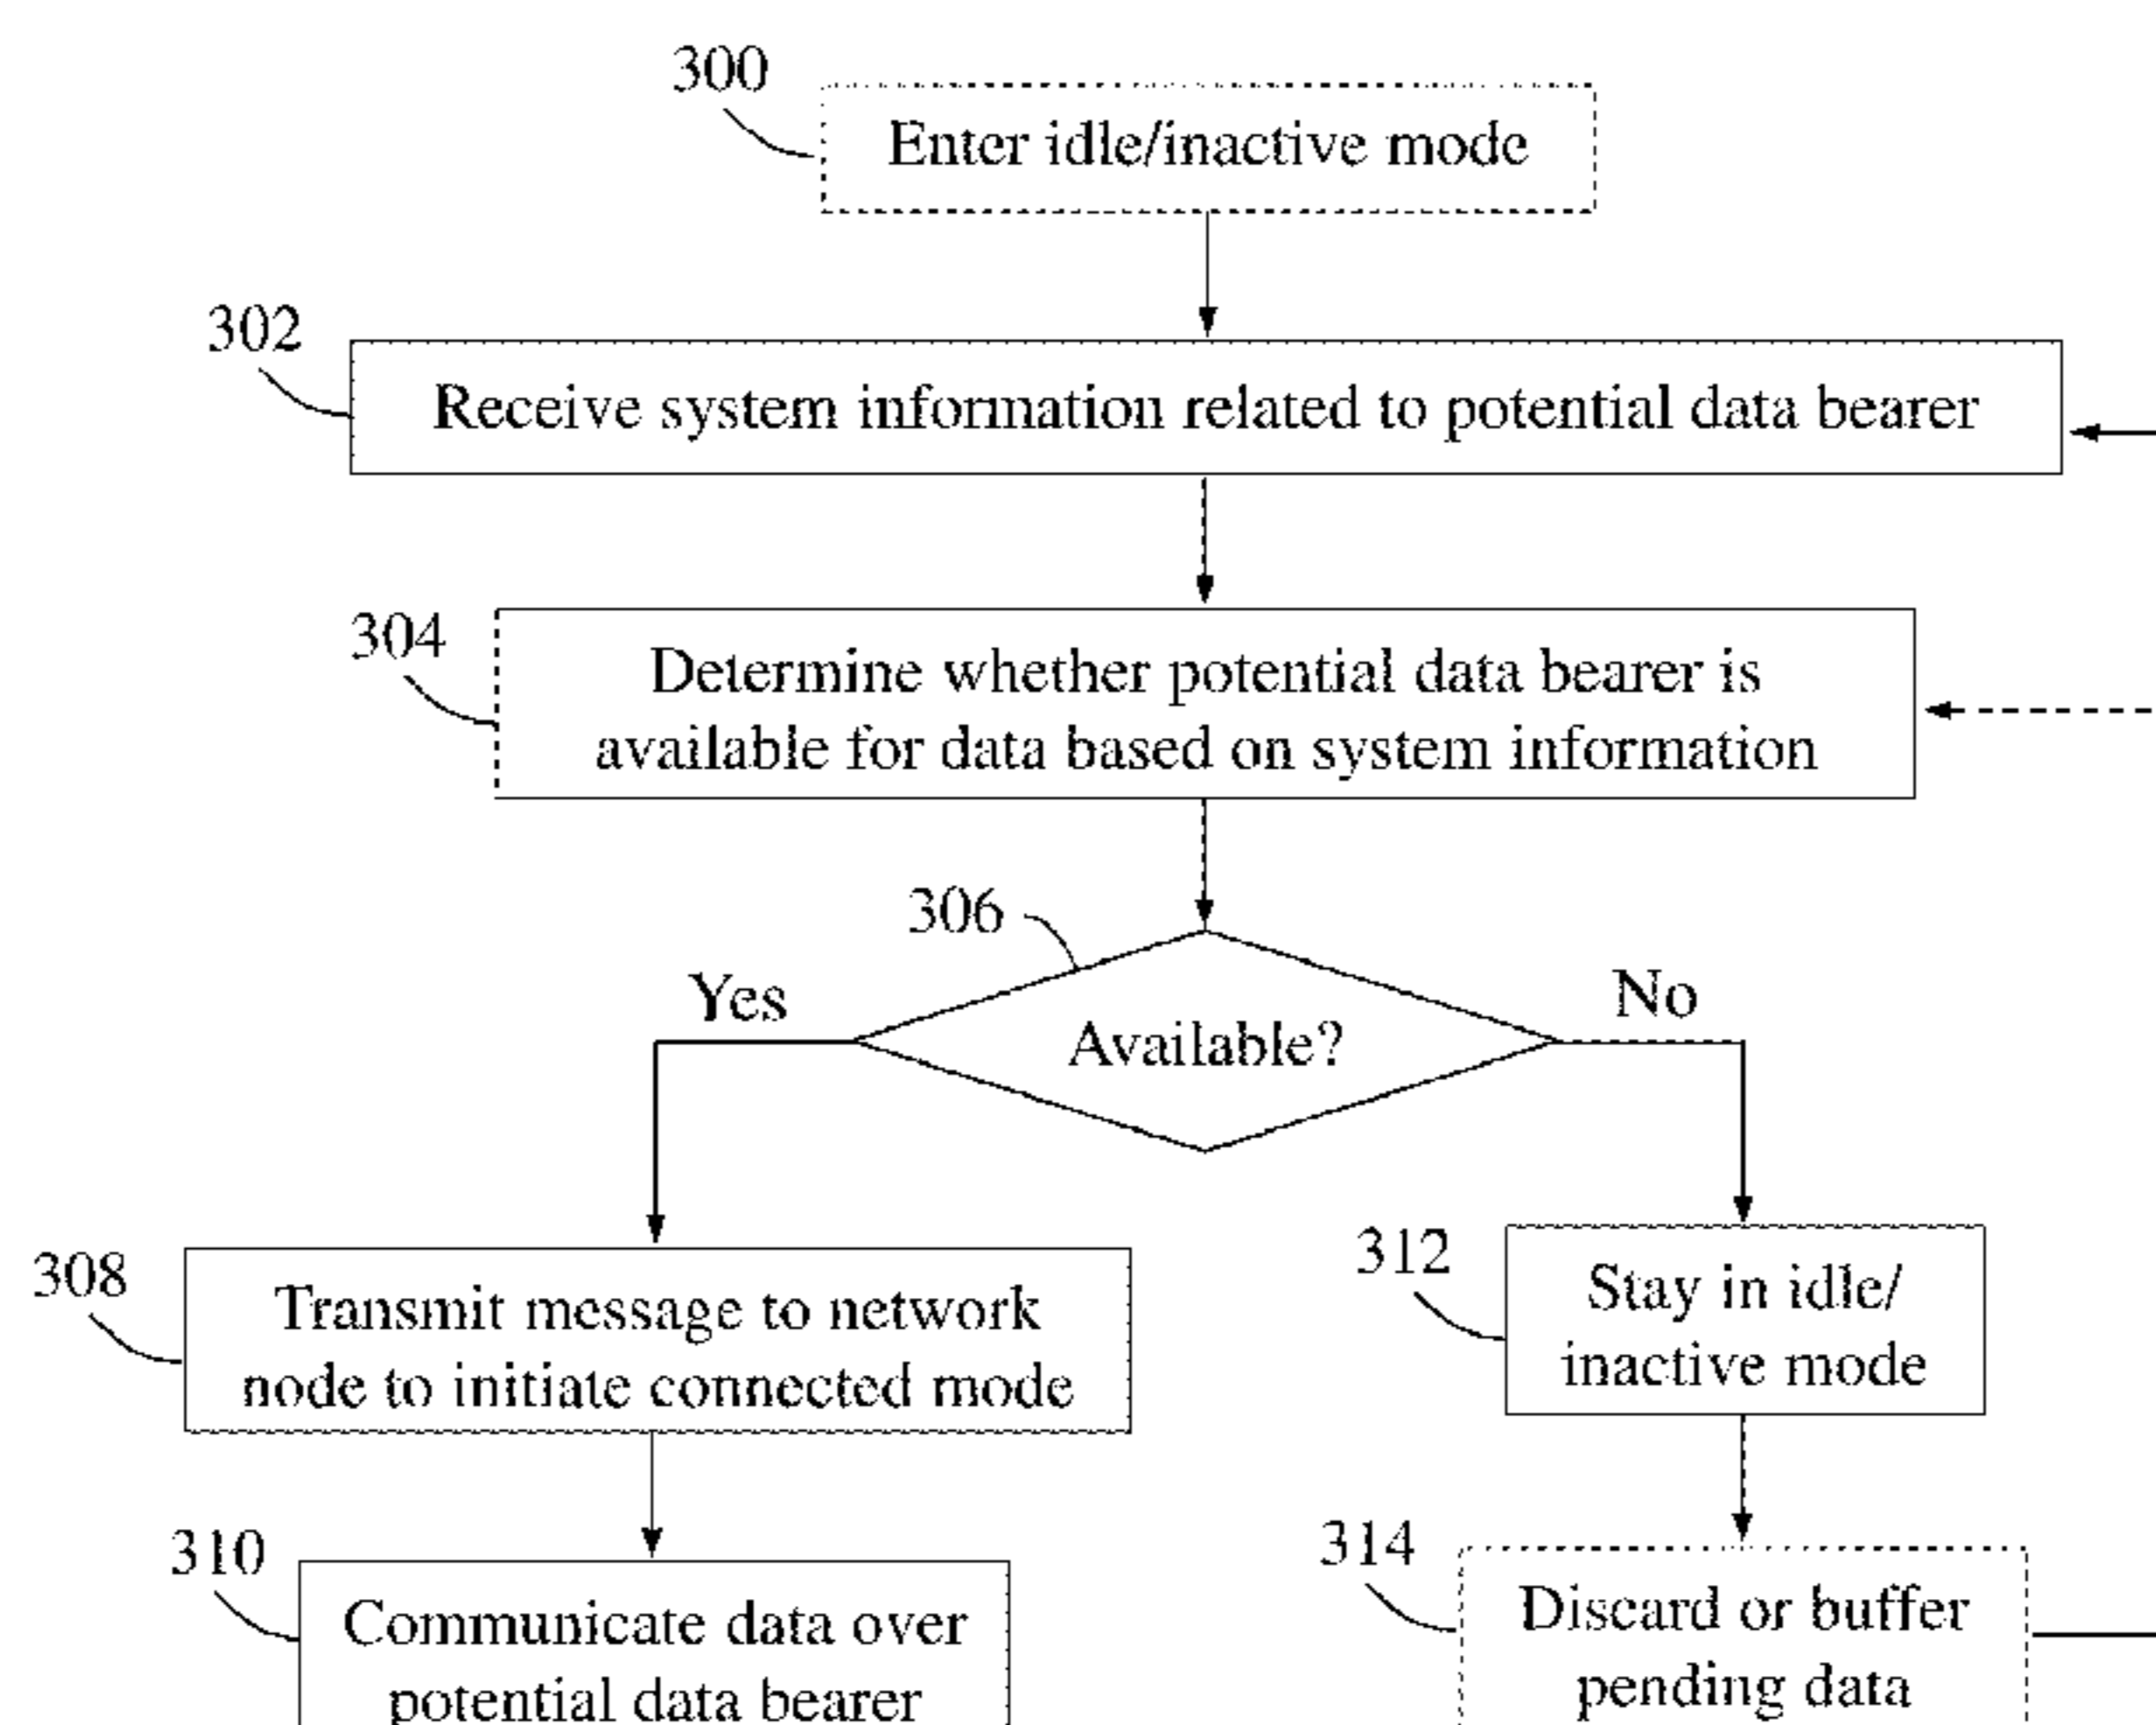 300
Enter idle/inactive mode
302
Receive system information related to potential data bearer
304
Determine whether potential data bearer is
available for data based on system information
306
Yes
No
Available?
308
Transmit message to network
node to initiate connected mode
312
Stay in idle/
inactive mode
310
Communicate data over
potential data bearer
314
Discard or buffer
pending data